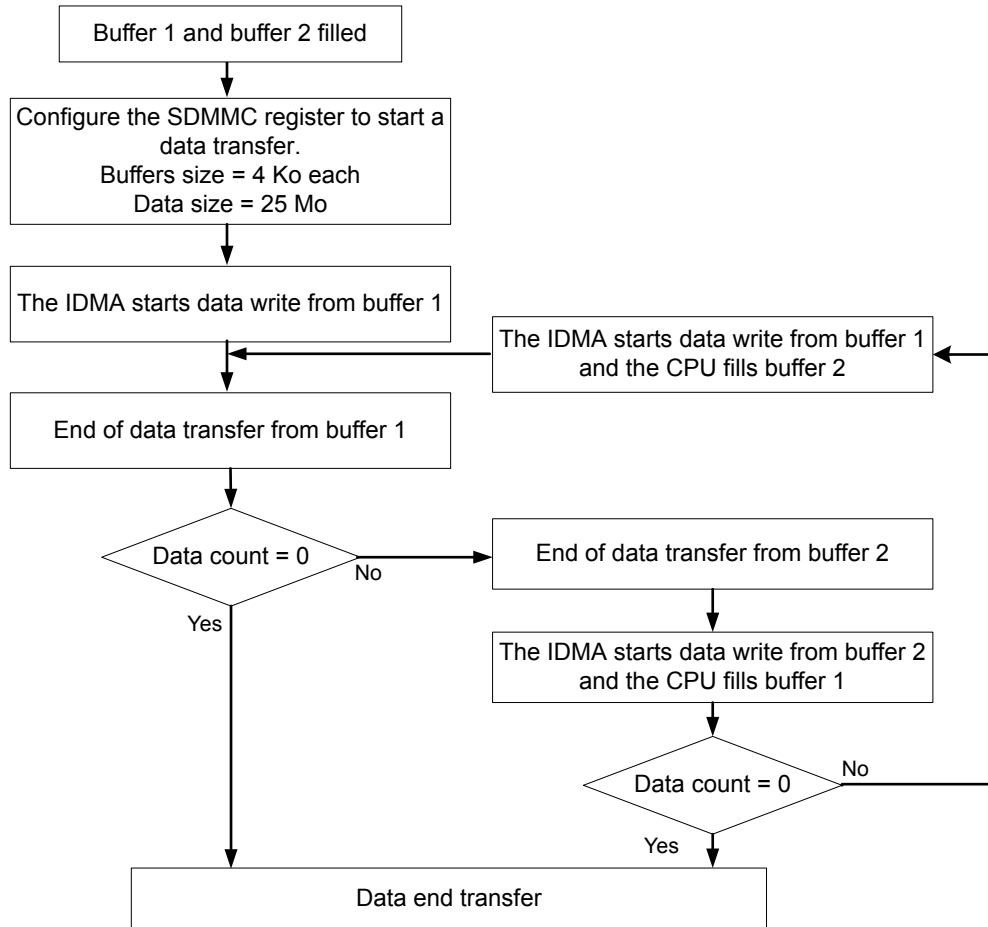 Buffer 1 and buffer 2 filled
Configure the SDMMC register to start a
data transfer.
Buffers size = 4 Ko each
Data size = 25 Mo
The IDMA starts data write from buffer 1
The IDMA starts data write from buffer 1
and the CPU fills buffer 2
End of data transfer from buffer 1
Data count = 0
No
Yes
End of data transfer from buffer 2
The IDMA starts data write from buffer 2
and the CPU fills buffer 1
Data count = 0
No
Yes
Data end transfer